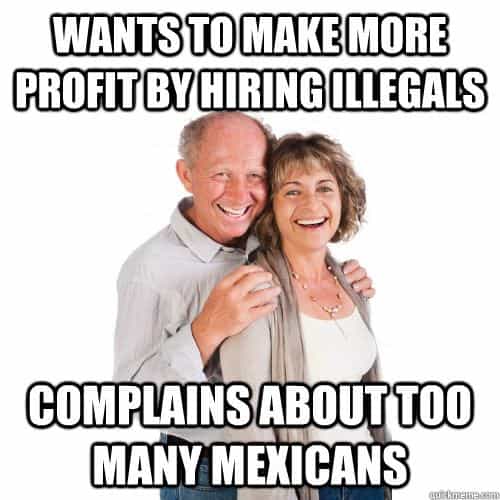 WANTS TO MAKE MORE
PROFIT BY HIRING ILLEGALS
COMPLAINS ABOUT TOO
MANY MEXICANS
quickmeme.com